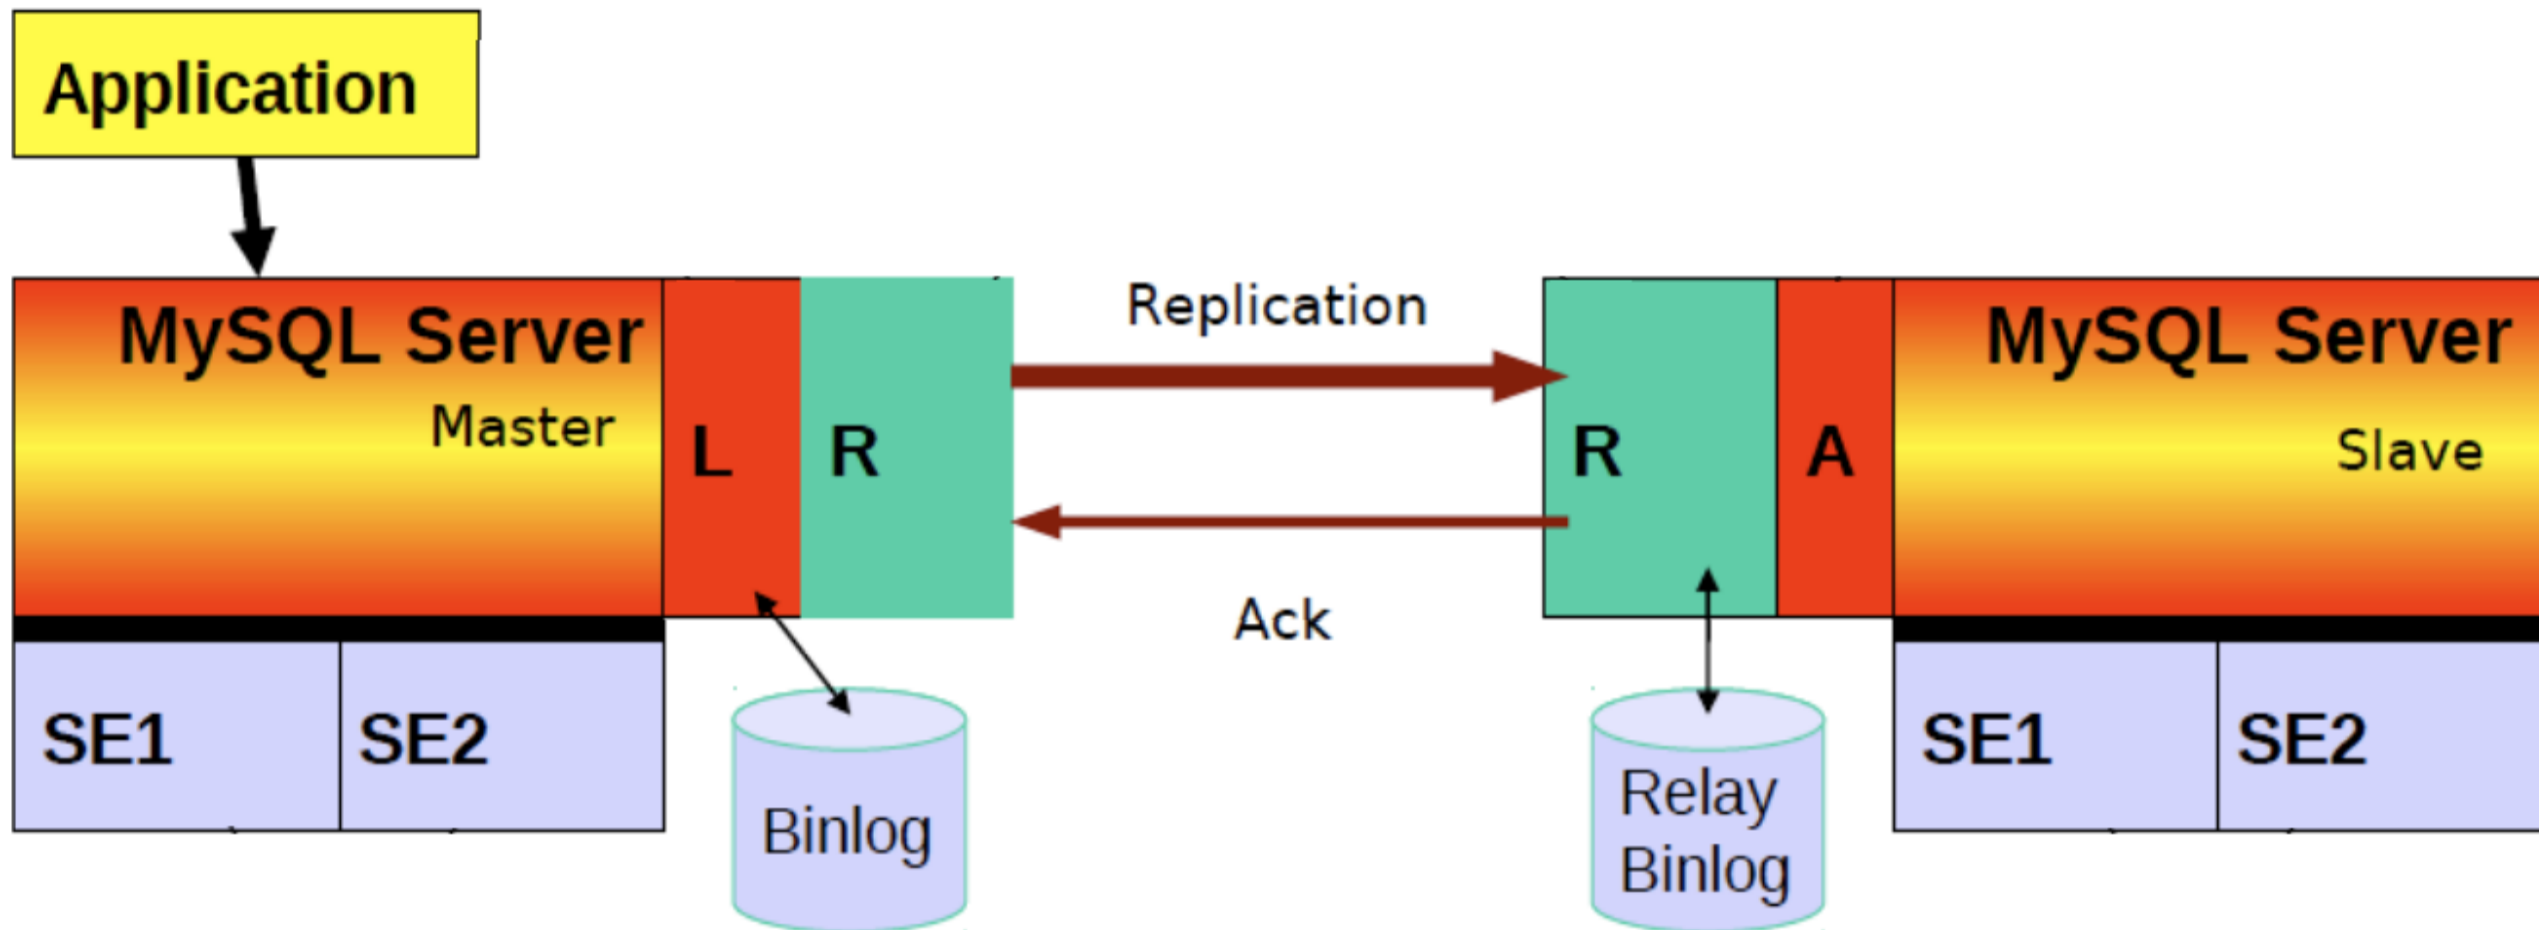 Application
MySQL Server
Master
L
R
Replication
Ack
R
A
MySQL Server
Slave
SE1
SE2
Binlog
Relay
Binlog
SE1
SE2